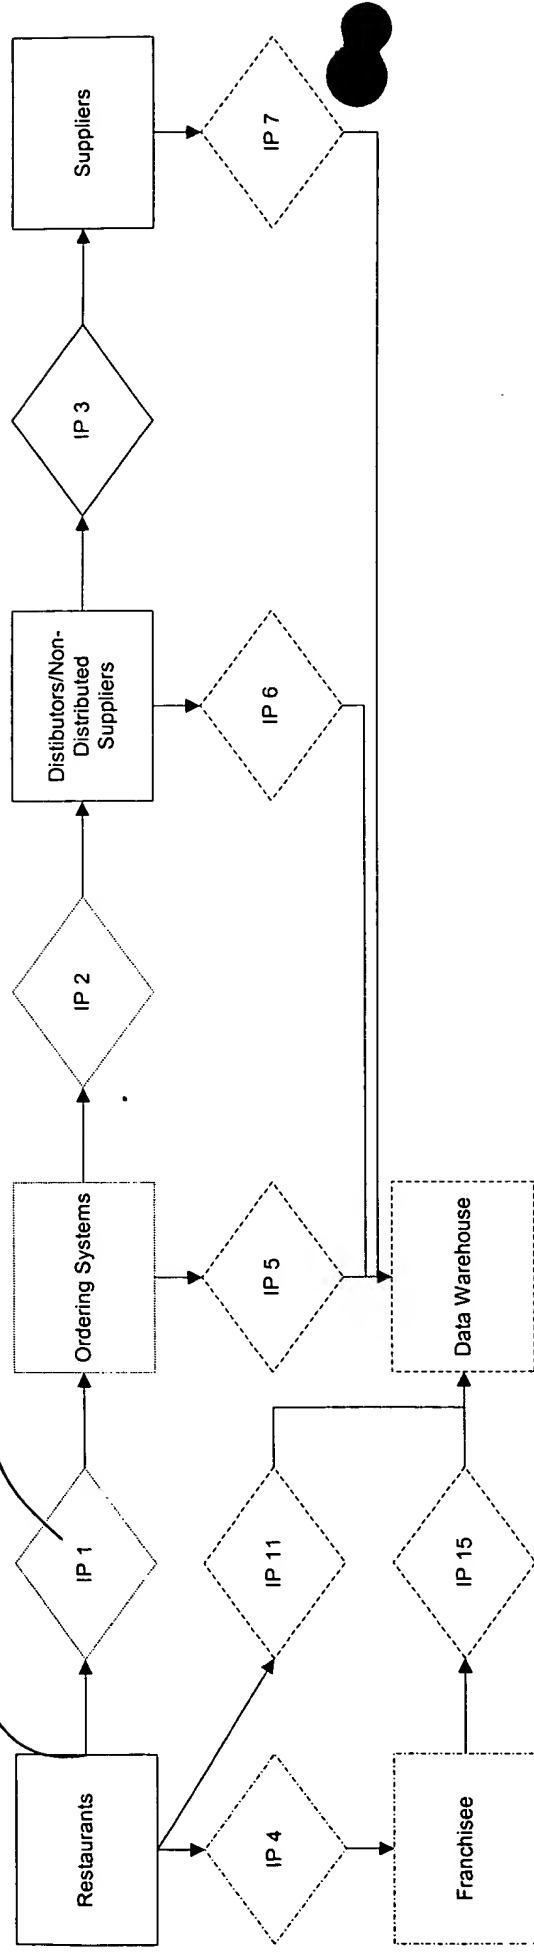 Restaurants
IP 1
Ordering Systems
IP 2
Distibutors/Non-
Distributed
Suppliers
IP 3
Suppliers
IP 4
IP 11
IP 5
IP 6
IP 7
Franchisee
IP 15
Data Warehouse